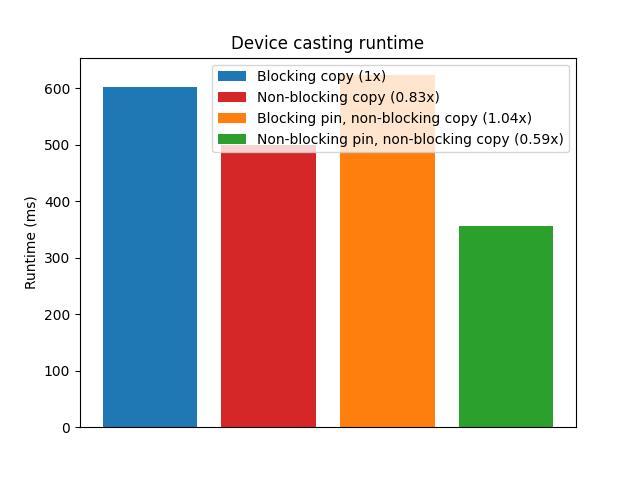 Device casting runtime
Blocking copy (1x)
Non-blocking copy (0.83x)
Blocking pin, non-blocking copy (1.04x)
Non-blocking pin, non-blocking copy (0.59x)
Runtime (ms)
600
500
400
300
200
100
0